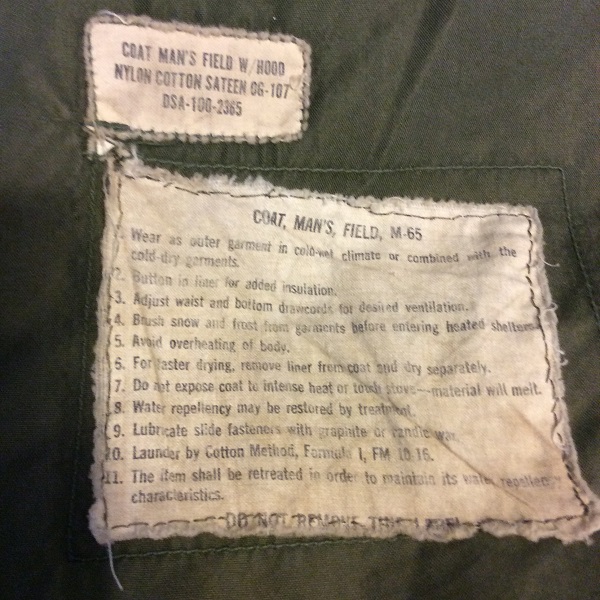 COAT MAN'S FIELD W/HOOD
NYLON COTTON SATEEN OG-107
DSA-100-2365
COAT, MAN'S, FIELD, M-65
1. Wear as outer garment in cold-wet climate or combined with the
cold-dry garments.
2. Button in liner for added insulation.
3. Adjust waist and bottom drawcords for desired ventilation.
4. Brush snow and frost from garments before entering heated shelters.
5. Avoid overheating of body.
6. For faster drying, remove liner from coat and dry separately.
7. Do not expose coat to intense heat or touch stove--material will melt.
8. Water repellency may be restored by treatment.
9. Lubricate slide fasteners with graphite or candle wax.
10. Launder by Cotton Method, Formula I, FM 10-16.
11. The item shall be retreated in order to maintain its water repellency
characteristics.
DO NOT REMOVE THIS LABEL